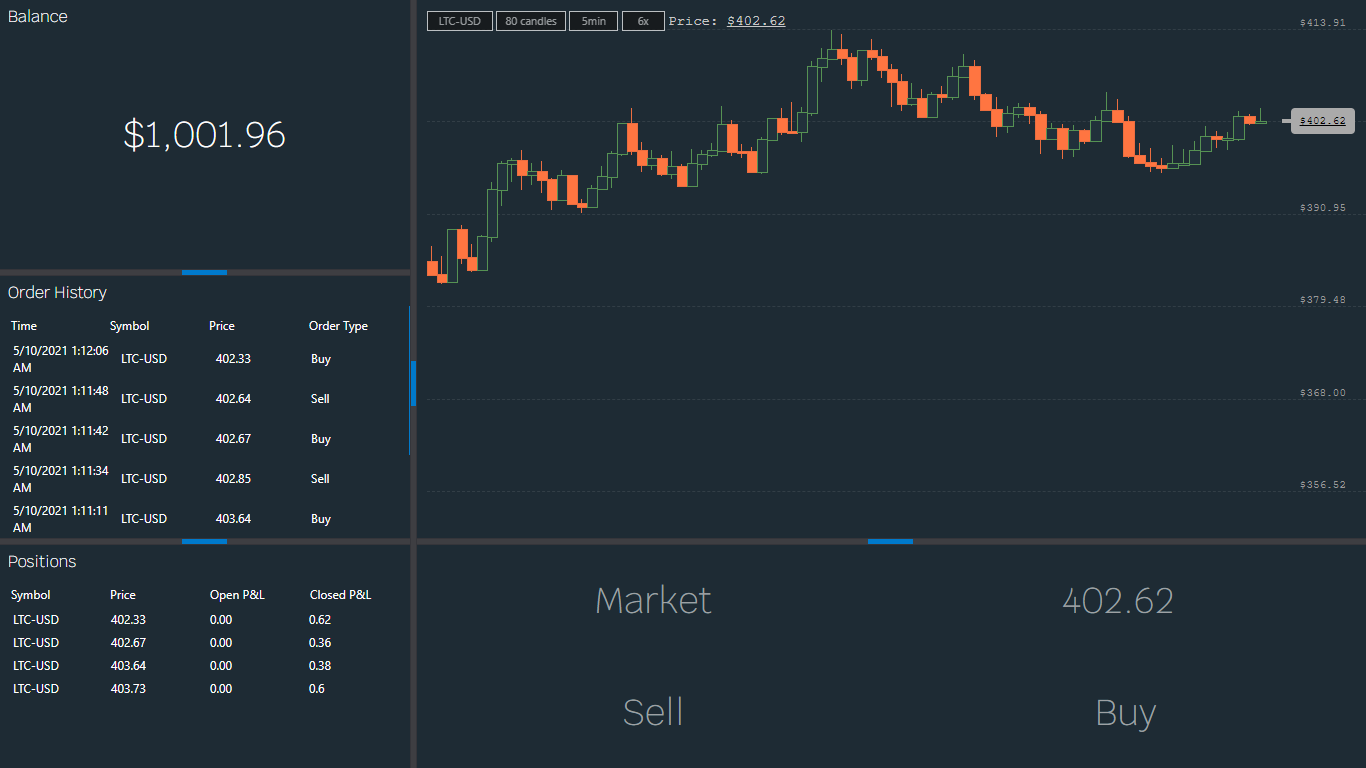 Balance
$1,001.96
Order History
Time Symbol Price Order Type
5/10/2021 1:12:06 AM LTC-USD 402.33 Buy
5/10/2021 1:11:48 AM LTC-USD 402.64 Sell
5/10/2021 1:11:42 AM LTC-USD 402.67 Buy
5/10/2021 1:11:34 AM LTC-USD 402.85 Sell
5/10/2021 1:11:11 AM LTC-USD 403.64 Buy
Positions
Symbol Price Open P&L Closed P&L
LTC-USD 402.33 0.00 0.62
LTC-USD 402.67 0.00 0.36
LTC-USD 403.64 0.00 0.38
LTC-USD 403.73 0.00 0.6
LTC-USD 80 candles 5min 6x Price: $402.62
$413.91
$402.62
$390.95
$379.48
$368.00
$356.52
Market 402.62
Sell Buy